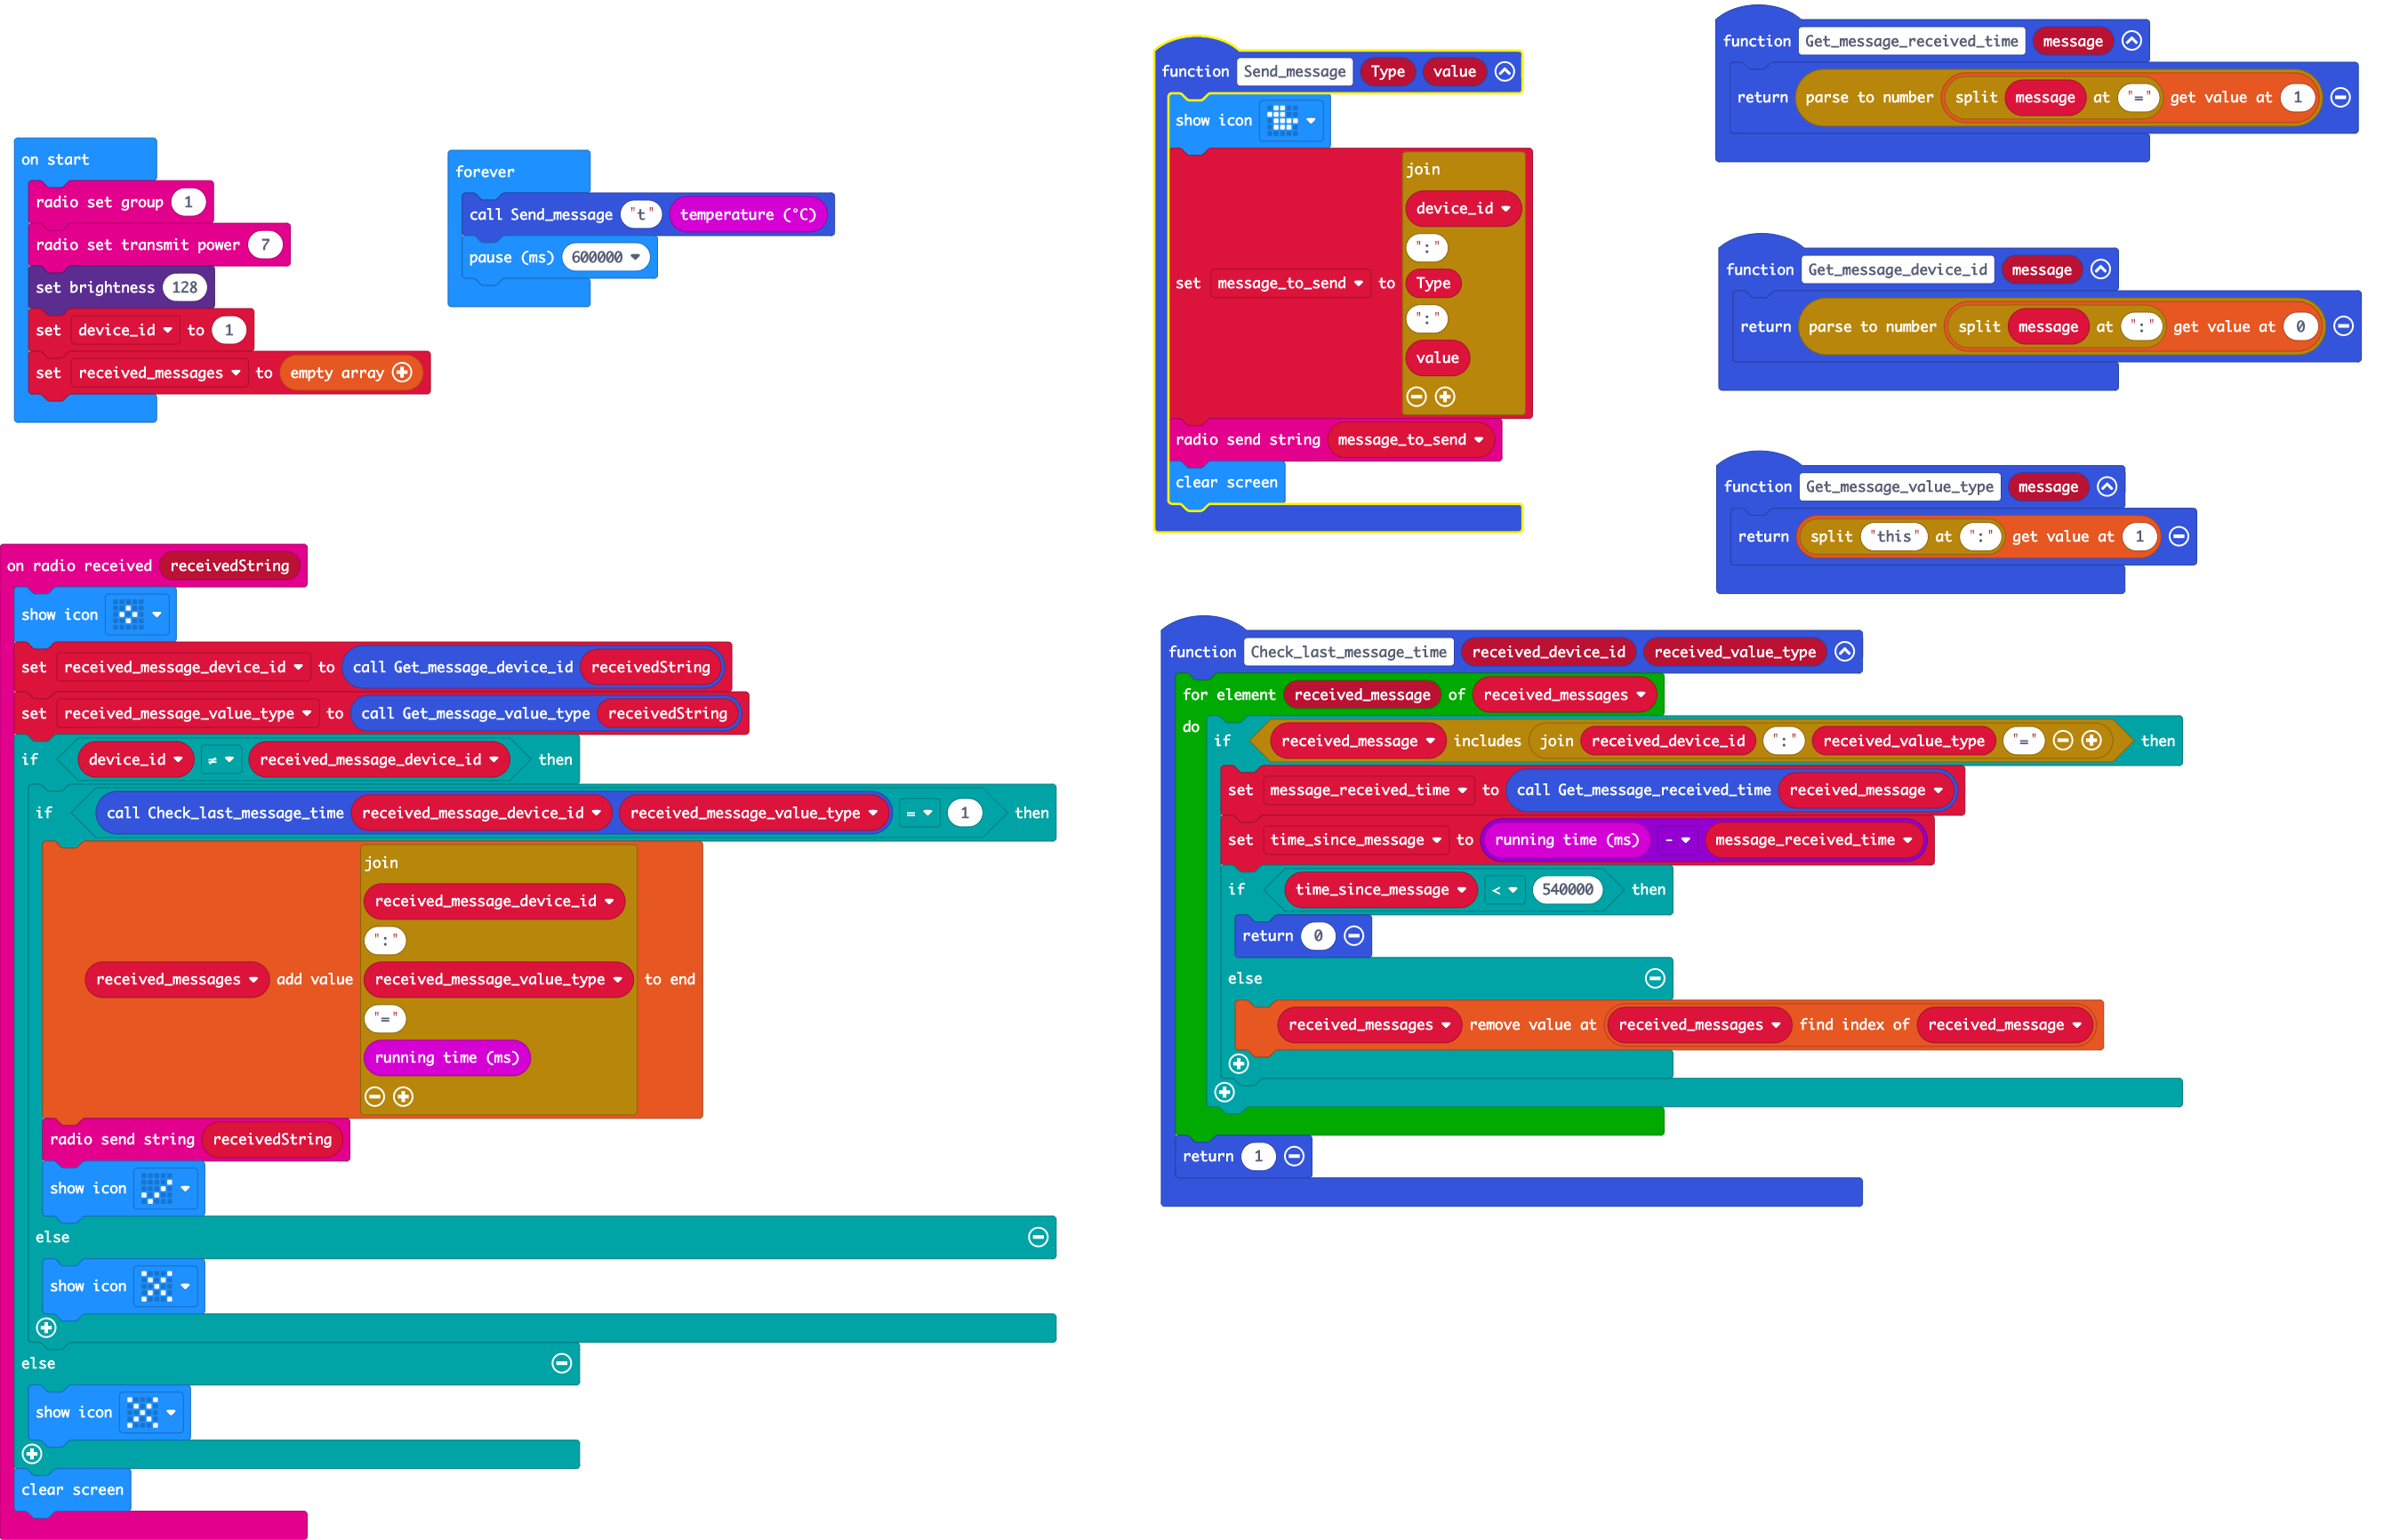 on start
radio set group 1
radio set transmit power 7
set brightness 128
set device_id to 1
set received_messages to empty array
forever
call Send_message "t" temperature (°C)
pause (ms) 600000
on radio received receivedString
show icon
set received_message_device_id to call Get_message_device_id receivedString
set received_message_value_type to call Get_message_value_type receivedString
if device_id ≠ received_message_device_id then
if call Check_last_message_time received_message_device_id received_message_value_type = 1 then
join
received_message_device_id
":"
received_messages add value received_message_value_type to end
"="
running time (ms)
radio send string receivedString
show icon
else
show icon
else
show icon
clear screen
function Send_message Type value
show icon
join
device_id
":"
set message_to_send to Type
":"
value
radio send string message_to_send
clear screen
function Get_message_received_time message
return parse to number split message at "=" get value at 1
function Get_message_device_id message
return parse to number split message at ":" get value at 0
function Get_message_value_type message
return split "this" at ":" get value at 1
function Check_last_message_time received_device_id received_value_type
for element received_message of received_messages
do if received_message includes join received_device_id ":" received_value_type "=" then
set message_received_time to call Get_message_received_time received_message
set time_since_message to running time (ms) - message_received_time
if time_since_message < 540000 then
return 0
else
received_messages remove value at received_messages find index of received_message
return 1